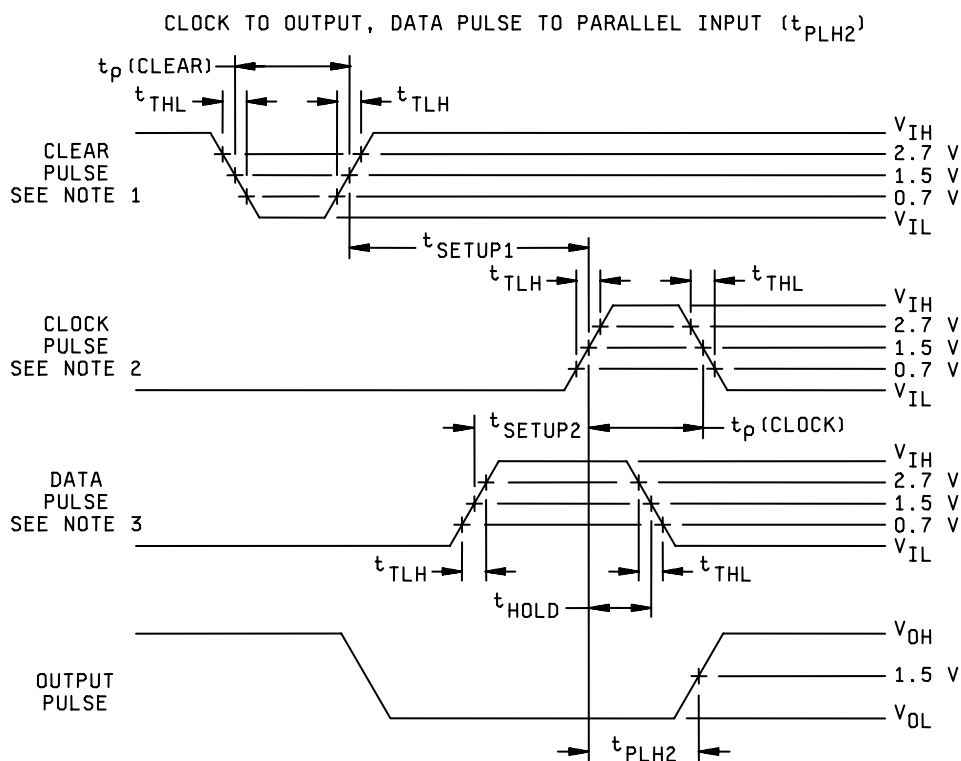 CLOCK TO OUTPUT, DATA PULSE TO PARALLEL INPUT (tPLH2)
tp(CLEAR)
tTHL
tTLH
CLEAR
PULSE
SEE NOTE 1
VIH
2.7 V
1.5 V
0.7 V
VIL
tSETUP1
tTLH
tTHL
CLOCK
PULSE
SEE NOTE 2
VIH
2.7 V
1.5 V
0.7 V
VIL
tSETUP2
tp(CLOCK)
DATA
PULSE
SEE NOTE 3
VIH
2.7 V
1.5 V
0.7 V
VIL
tTLH
tTHL
tHOLD
OUTPUT
PULSE
VOH
1.5 V
VOL
tPLH2